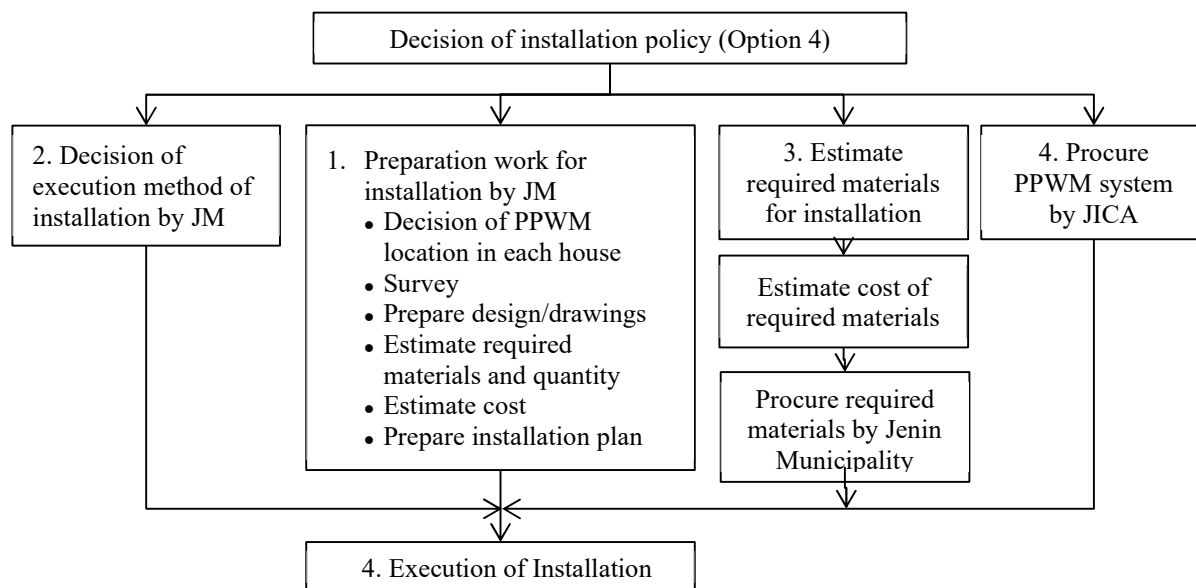 Decision of installation policy (Option 4)
2. Decision of
execution method of
installation by JM
1. Preparation work for
installation by JM
• Decision of PPWM
location in each house
• Survey
• Prepare design/drawings
• Estimate required
materials and quantity
• Estimate cost
• Prepare installation plan
3. Estimate
required materials
for installation
Estimate cost of
required materials
Procure required
materials by Jenin
Municipality
4. Procure
PPWM system
by JICA
4. Execution of Installation